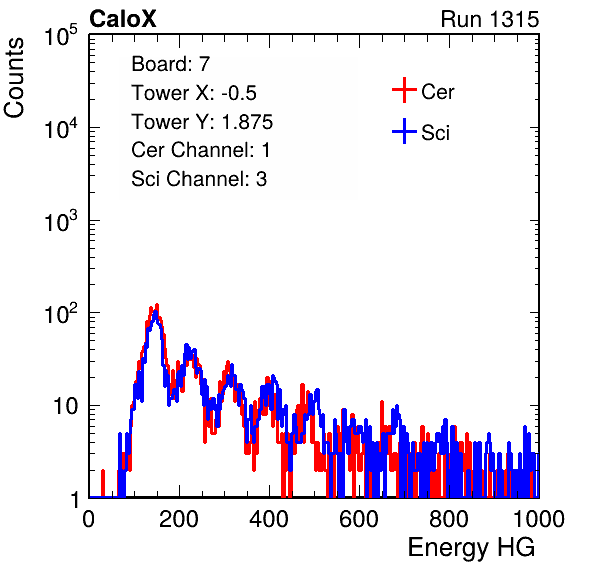 CaloX Run 1315
Counts
10^5
10^4
10^3
10^2
10
1
Board: 7
Tower X: -0.5
Tower Y: 1.875
Cer Channel: 1
Sci Channel: 3
Cer
Sci
0 200 400 600 800 1000
Energy HG